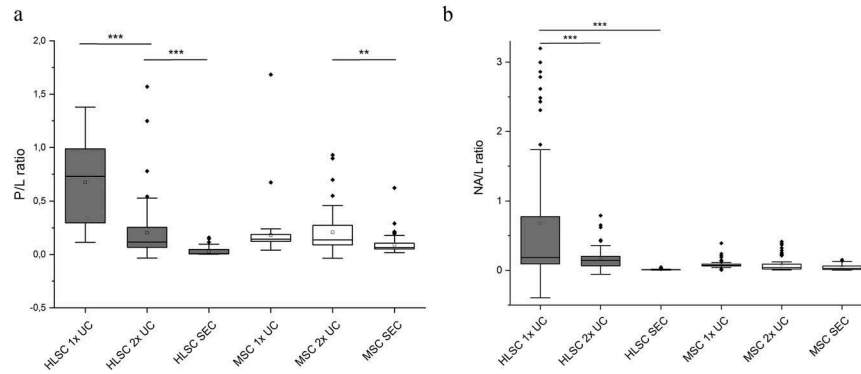 a
b
***
***
**
2,0
1,5
1,0
0,5
0,0
-0,5
P/L ratio
HLSC 1x UC
HLSC 2x UC
HLSC SEC
MSC 1x UC
MSC 2x UC
MSC SEC
***
***
3
2
1
0
NA/L ratio
HLSC 1x UC
HLSC 2x UC
HLSC SEC
MSC 1x UC
MSC 2x UC
MSC SEC